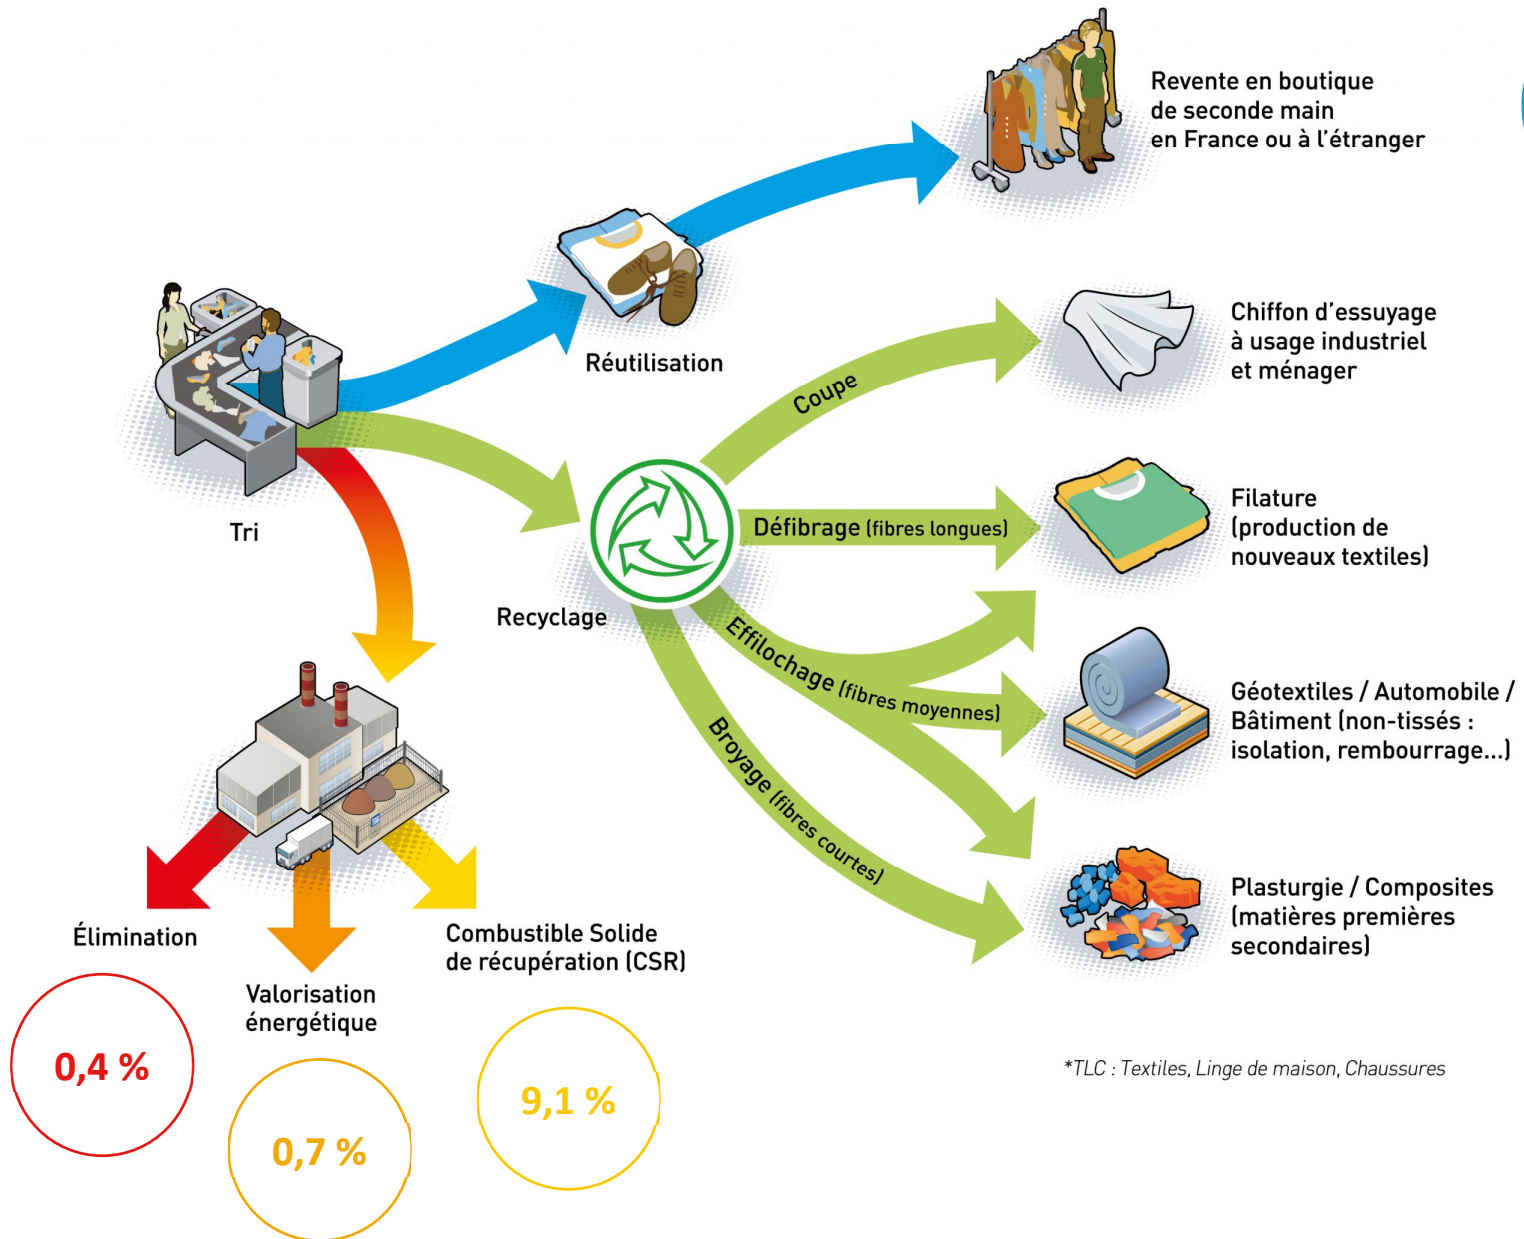 Revente en boutique
de seconde main
en France ou à l'étranger
Réutilisation
Chiffon d'essuyage
à usage industriel
et ménager
Coupe
Tri
Défibrage (fibres longues)
Filature
(production de
nouveaux textiles)
Recyclage
Effilochage (fibres moyennes)
Géotextiles / Automobile /
Bâtiment (non-tissés :
isolation, rembourrage...)
Broyage (fibres courtes)
Plasturgie / Composites
(matières premières
secondaires)
Élimination
Combustible Solide
de récupération (CSR)
Valorisation
énergétique
0,4 %
0,7 %
9,1 %
*TLC : Textiles, Linge de maison, Chaussures